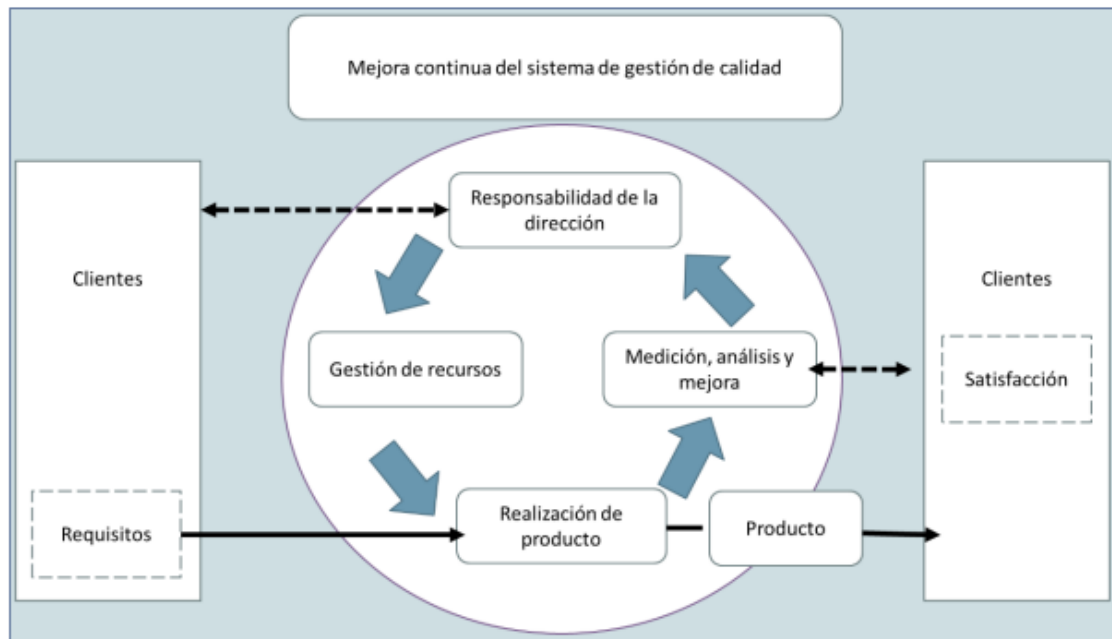 Mejora continua del sistema de gestión de calidad
Responsabilidad de la
dirección
Clientes
Clientes
Gestión de recursos
Medición, análisis y
mejora
Satisfacción
Requisitos
Realización de
producto
Producto